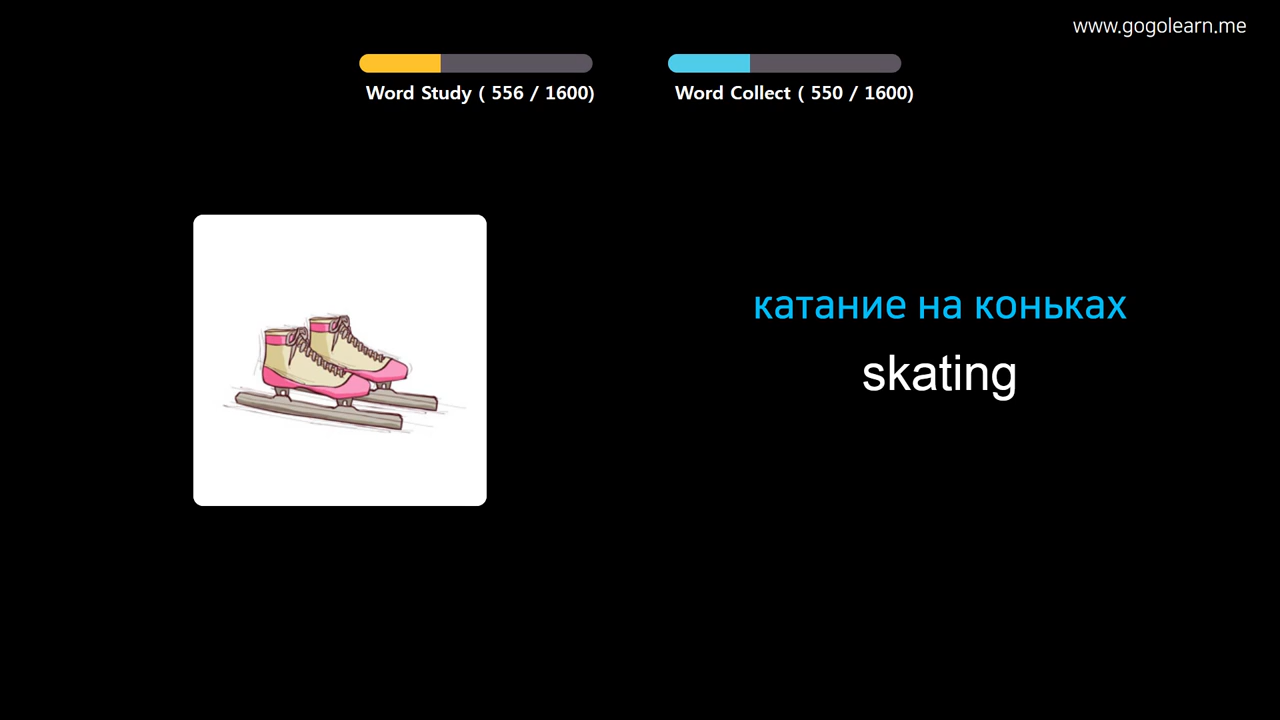 www.gogolearn.me
Word Study ( 556 / 1600)
Word Collect ( 550 / 1600)
катание на коньках
skating